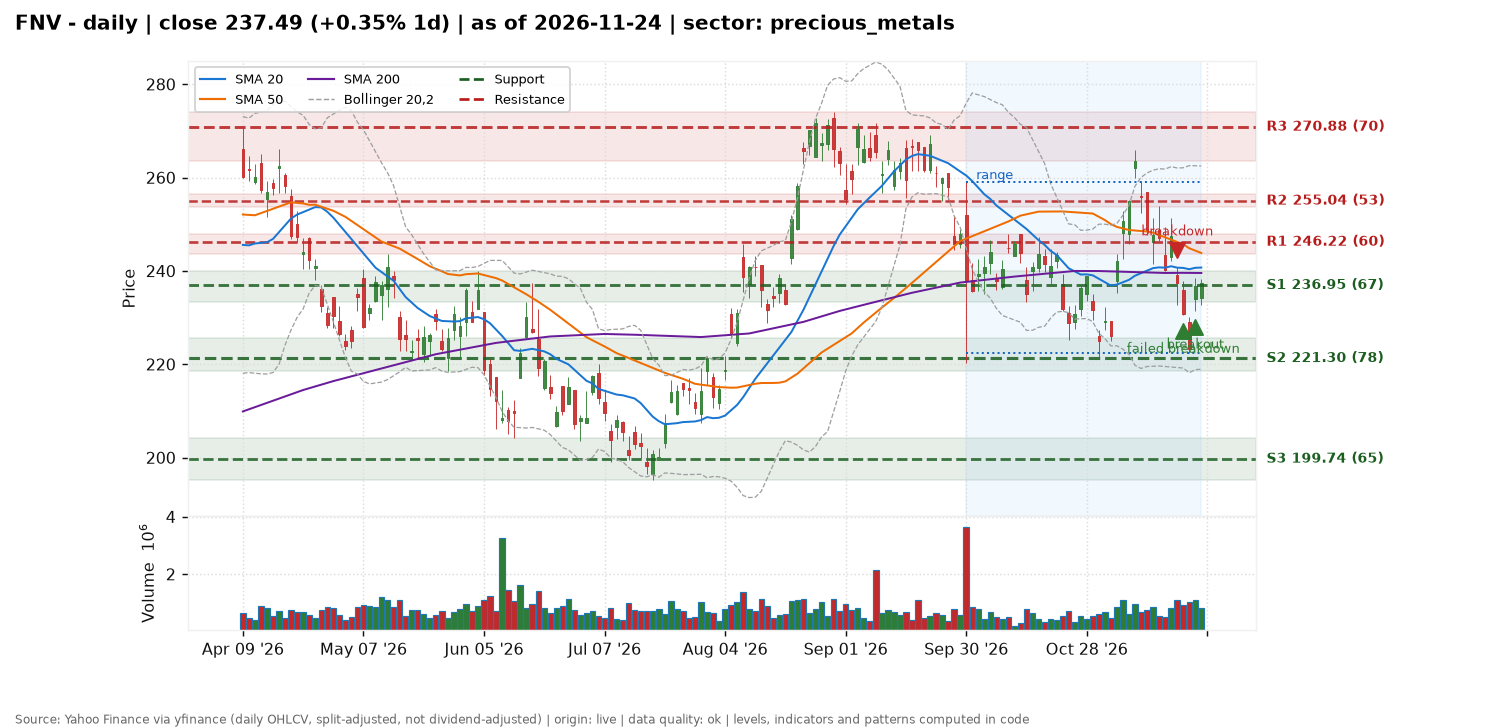 FNV - daily | close 237.49 (+0.35% 1d) | as of 2026-11-24 | sector: precious_metals
SMA 20
SMA 50
SMA 200
Bollinger 20,2
Support
Resistance
280
260
240
220
200
Price
range
breakdown
breakout
failed breakdown
R3 270.88 (70)
R2 255.04 (53)
R1 246.22 (60)
S1 236.95 (67)
S2 221.30 (78)
S3 199.74 (65)
4
2
Volume 10⁶
Apr 09 '26
May 07 '26
Jun 05 '26
Jul 07 '26
Aug 04 '26
Sep 01 '26
Sep 30 '26
Oct 28 '26
Source: Yahoo Finance via yfinance (daily OHLCV, split-adjusted, not dividend-adjusted) | origin: live | data quality: ok | levels, indicators and patterns computed in code